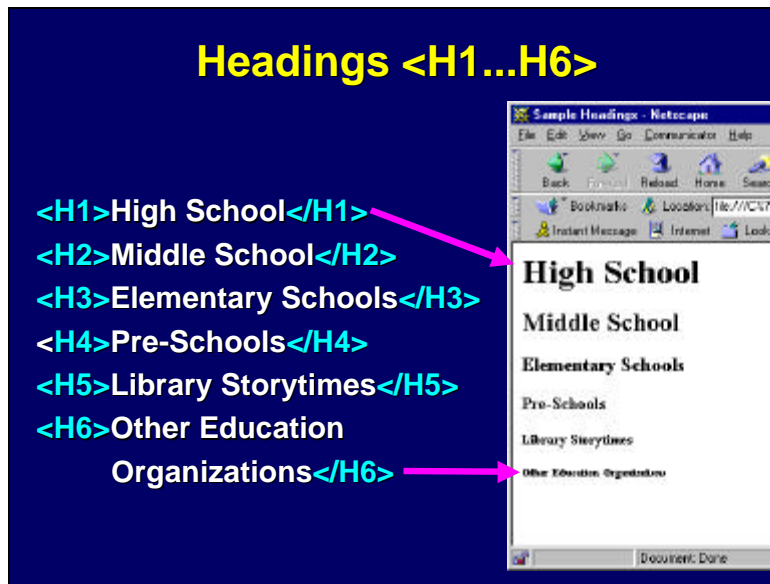 Headings <H1...H6>
<H1>High School</H1>
<H2>Middle School</H2>
<H3>Elementary Schools</H3>
<H4>Pre-Schools</H4>
<H5>Library Storytimes</H5>
<H6>Other Education
Organizations</H6>
Sample Headings - Netscape
File Edit View Go Communicator Help
Back Forward Reload Home Searc
Bookmarks Location: file:///C|/
Instant Message Internet Look
High School
Middle School
Elementary Schools
Pre-Schools
Library Storytimes
Other Education Organizations
Document: Done